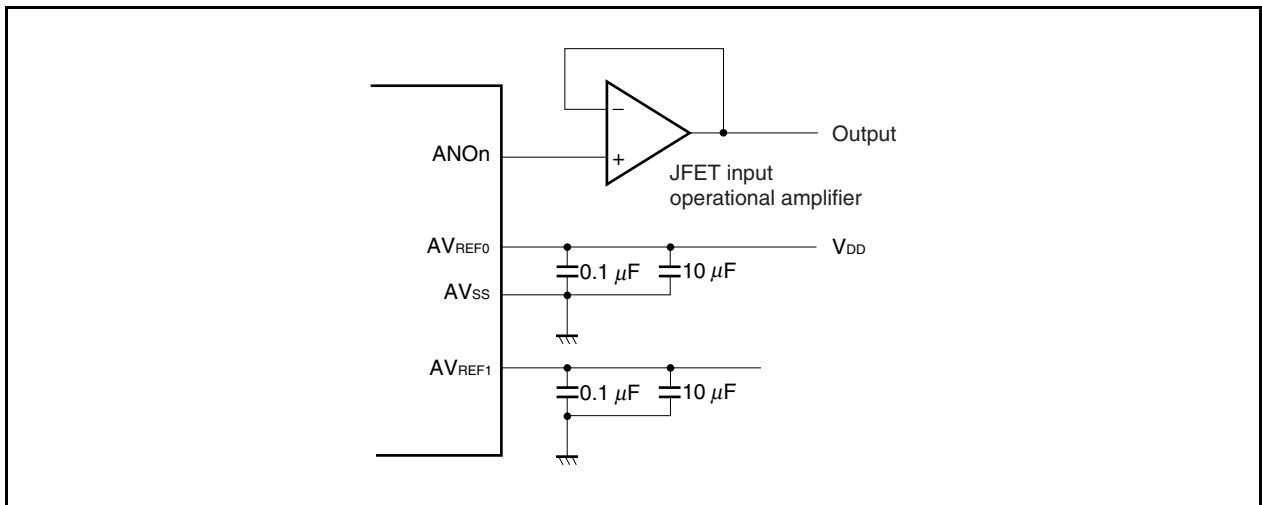 −
ANOn
+
Output
JFET input
operational amplifier
AVREF0
VDD
0.1 μF 10 μF
AVSS
AVREF1
0.1 μF 10 μF